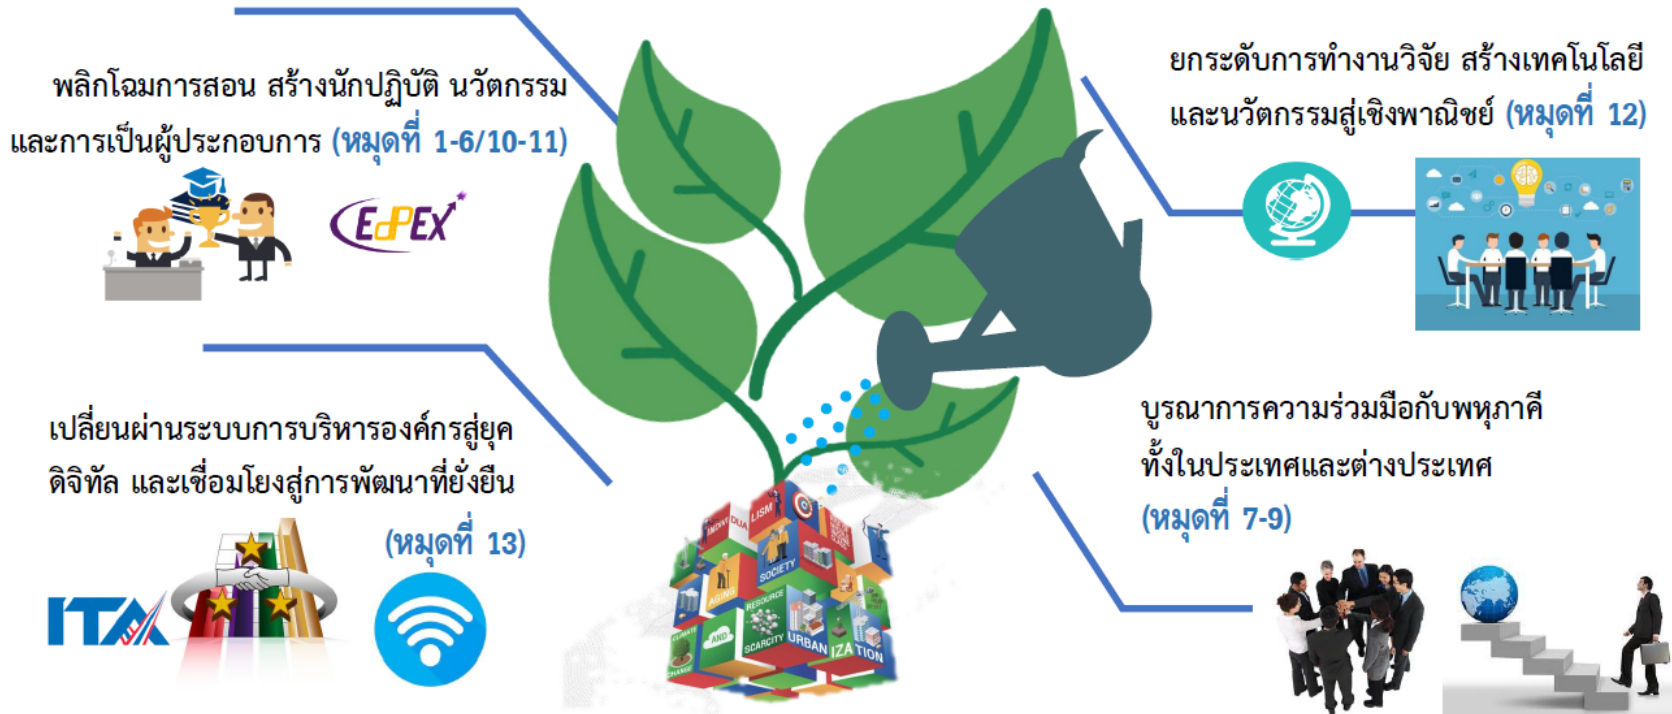 พลิกโฉมการสอน สร้างนักปฏิบัติ นวัตกรรม
และการเป็นผู้ประกอบการ (หมุดที่ 1-6/10-11)
EdPEx
ยกระดับการทำงานวิจัย สร้างเทคโนโลยี
และนวัตกรรมสู่เชิงพาณิชย์ (หมุดที่ 12)
เปลี่ยนผ่านระบบการบริหารองค์กรสู่ยุค
ดิจิทัล และเชื่อมโยงสู่การพัฒนาที่ยั่งยืน
(หมุดที่ 13)
ITA
บูรณาการความร่วมมือกับพหุภาคี
ทั้งในประเทศและต่างประเทศ
(หมุดที่ 7-9)
INDIVIDUALISM
SOCIETY
AGING
RESOURCE
SCARCITY
CLIMATE
CHANGE
AND
URBANIZATION